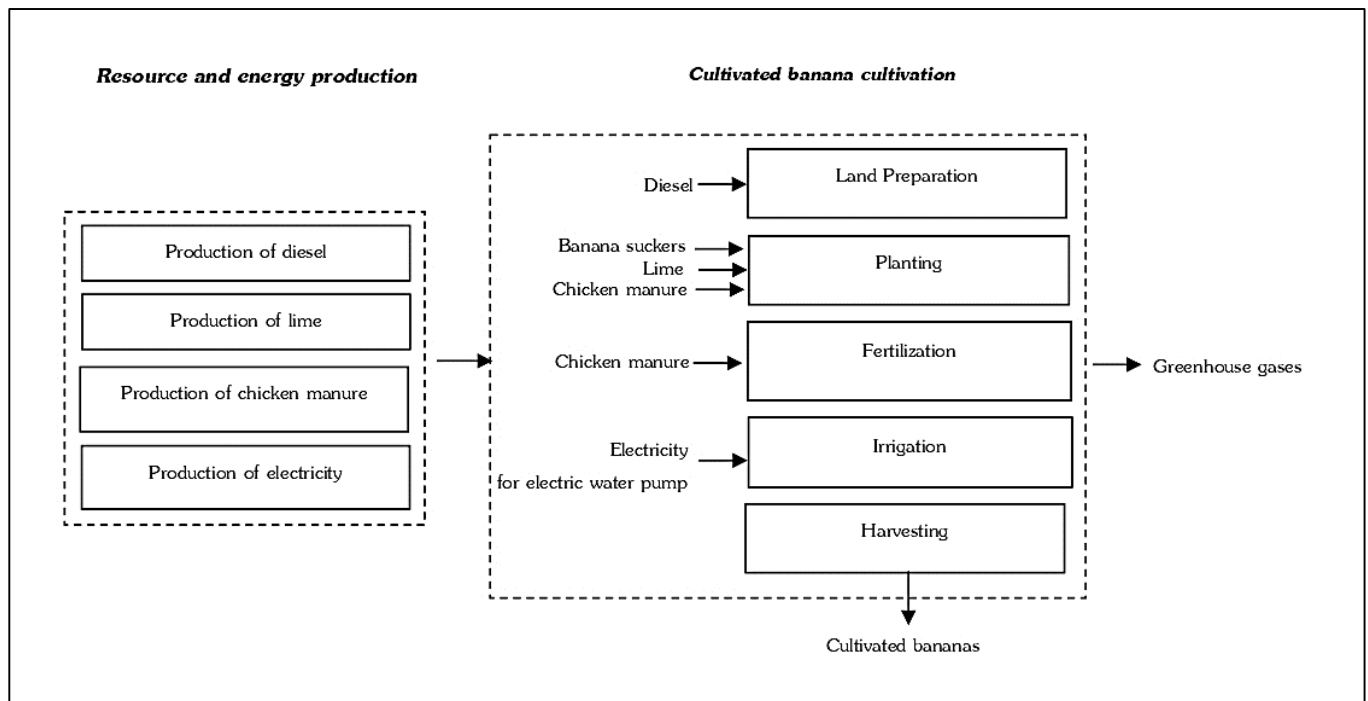 Resource and energy production
Cultivated banana cultivation
Production of diesel
Production of lime
Production of chicken manure
Production of electricity
Diesel
Land Preparation
Banana suckers
Lime
Chicken manure
Planting
Chicken manure
Fertilization
Electricity
for electric water pump
Irrigation
Harvesting
Greenhouse gases
Cultivated bananas